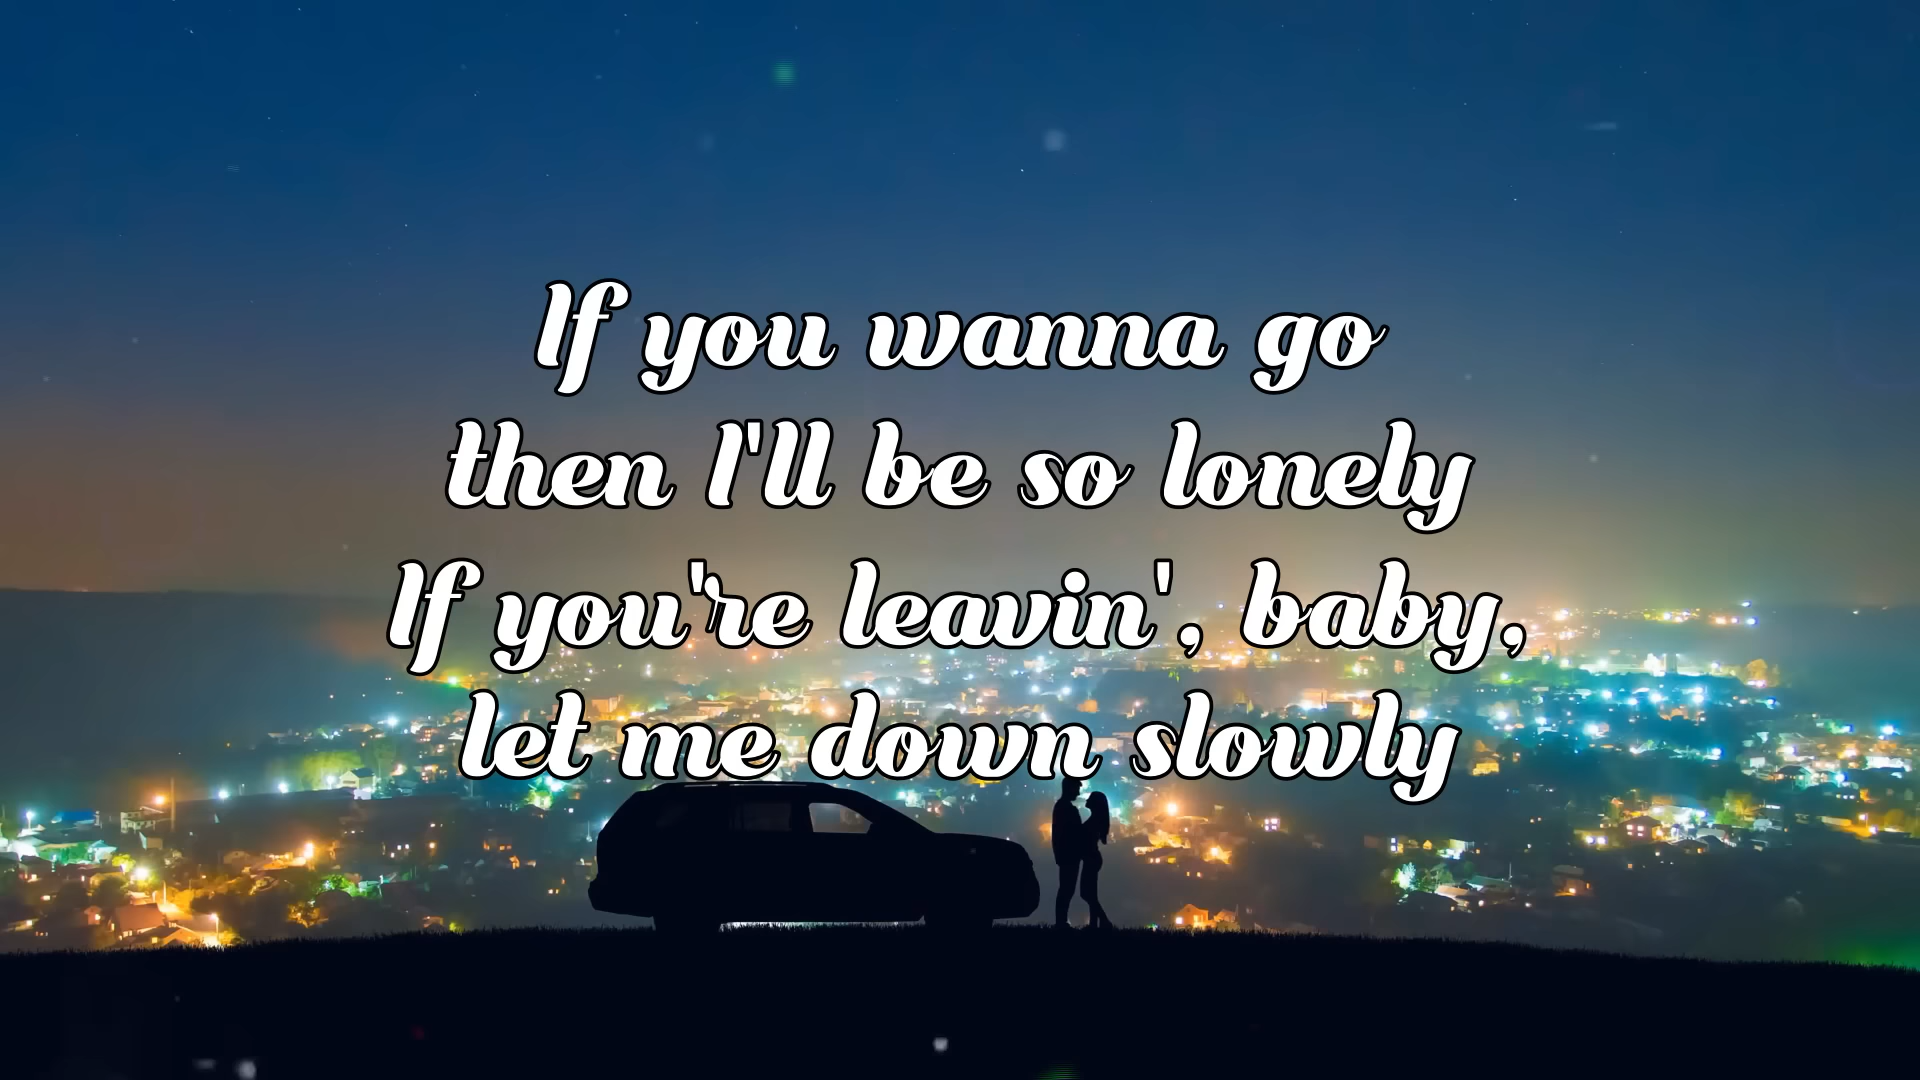 If you wanna go
then I'll be so lonely
If you're leavin', baby,
let me down slowly